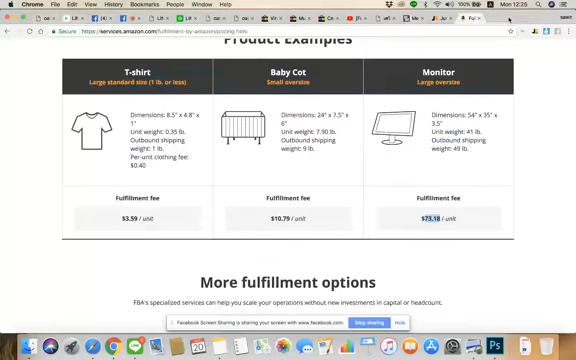 Chrome File Edit View History Bookmarks People Window Help 100% Mon 12:25
Secure https://services.amazon.com/fulfillment-by-amazon/pricing.html
Product Examples
T-shirt
Large standard size (1 lb. or less)
Dimensions: 8.5" x 4.8" x
1"
Unit weight: 0.35 lb.
Outbound shipping
weight: 1 lb.
Per-unit clothing fee:
$0.40
Fulfillment fee
$3.59 / unit
Baby Cot
Small oversize
Dimensions: 24" x 7.5" x
6"
Unit weight: 7.90 lb.
Outbound shipping
weight: 9 lb.
Fulfillment fee
$10.79 / unit
Monitor
Large oversize
Dimensions: 54" x 35" x
3.5"
Unit weight: 41 lb.
Outbound shipping
weight: 49 lb.
Fulfillment fee
$73.18 / unit
More fulfillment options
FBA's specialized services can help you scale your operations without new investments in capital or headcount.
Facebook Screen Sharing is sharing your screen with www.facebook.com.
Stop sharing
Hide